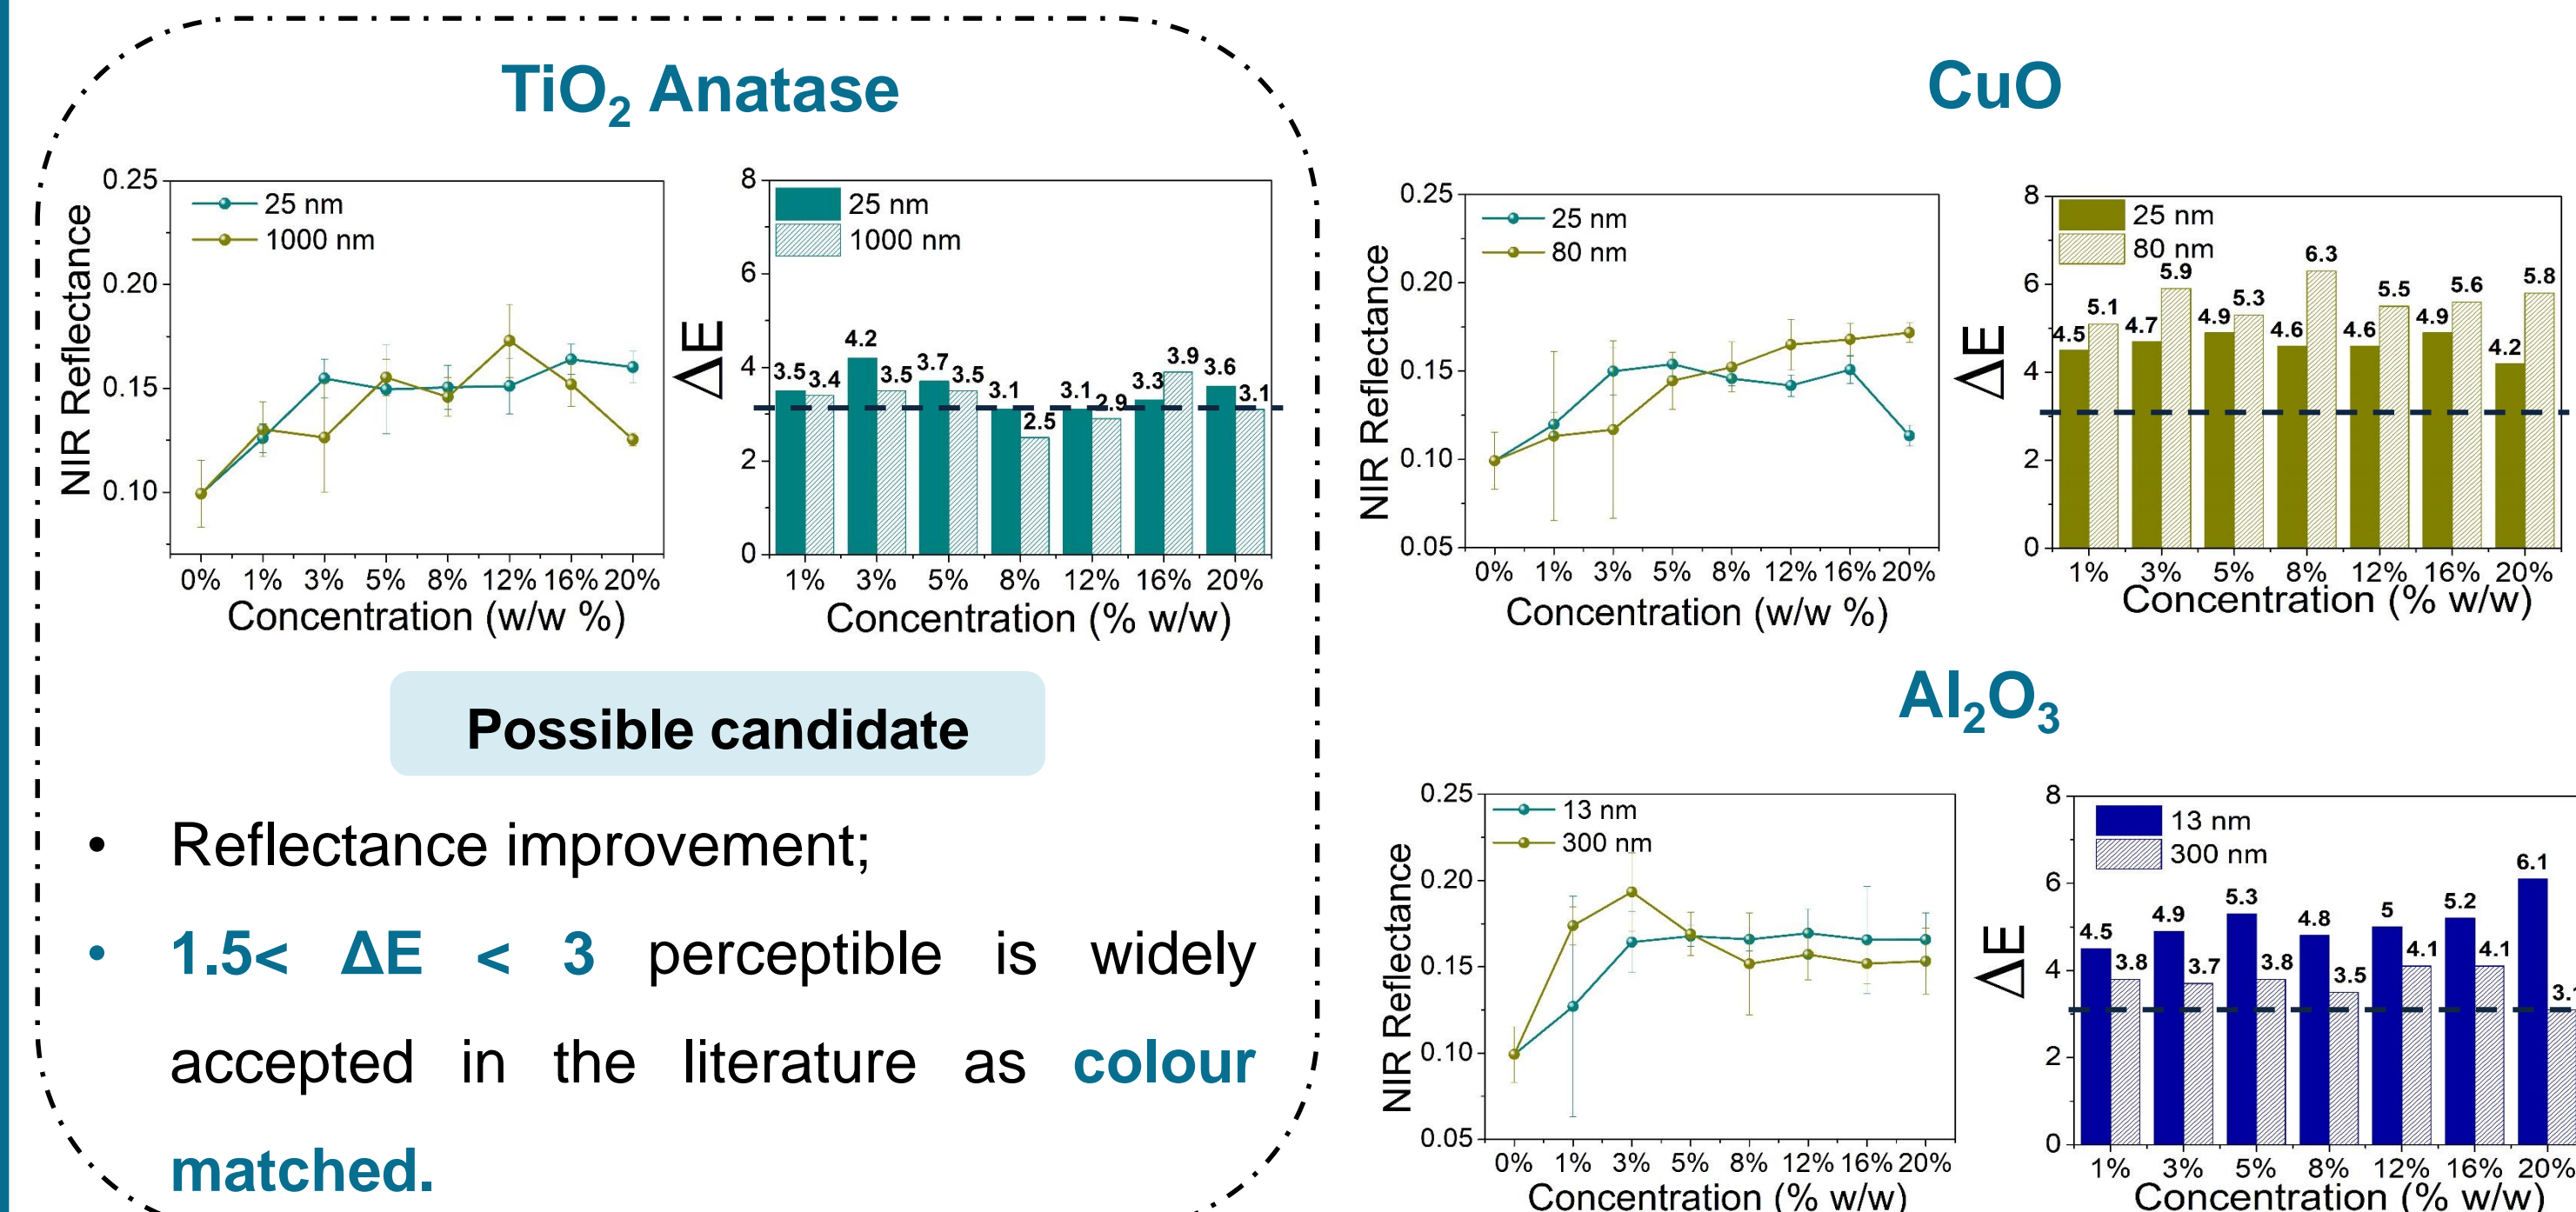 TiO₂ Anatase
0.25
0.20
0.15
0.10
NIR Reflectance
25 nm
1000 nm
0% 1% 3% 5% 8% 12% 16% 20%
Concentration (w/w %)
8
6
4
2
0
ΔE
25 nm
1000 nm
3.5 3.4 4.2 3.5 3.7 3.5 3.1 2.5 3.1 2.9 3.3 3.9 3.6 3.1
1% 3% 5% 8% 12% 16% 20%
Concentration (% w/w)
Possible candidate
• Reflectance improvement;
• 1.5< ΔE < 3 perceptible is widely
accepted in the literature as colour
matched.
CuO
0.25
0.20
0.15
0.10
0.05
NIR Reflectance
25 nm
80 nm
0% 1% 3% 5% 8% 12% 16% 20%
Concentration (w/w %)
8
6
4
2
0
ΔE
25 nm
80 nm
4.5 5.1 4.7 5.9 4.9 5.3 4.6 6.3 4.6 5.5 4.9 5.6 4.2 5.8
1% 3% 5% 8% 12% 16% 20%
Concentration (% w/w)
Al₂O₃
0.25
0.20
0.15
0.10
0.05
NIR Reflectance
13 nm
300 nm
0% 1% 3% 5% 8% 12% 16% 20%
Concentration (% w/w)
8
6
4
2
0
ΔE
13 nm
300 nm
4.5 3.8 4.9 3.7 5.3 3.8 4.8 3.5 5 4.1 5.2 4.1 6.1
1% 3% 5% 8% 12% 16% 20%
Concentration (% w/w)